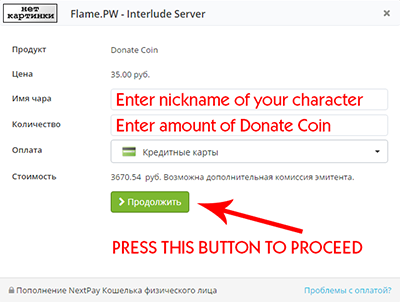 нет
картинки
Flame.PW - Interlude Server
×
Продукт
Donate Coin
Цена
35.00 руб.
Имя чара
Enter nickname of your character
Количество
Enter amount of Donate Coin
Оплата
Кредитные карты
Стоимость
3670.54 руб. Возможна дополнительная комиссия эмитента.
Продолжить
PRESS THIS BUTTON TO PROCEED
Пополнение NextPay Кошелька физического лица
Проблемы с оплатой?